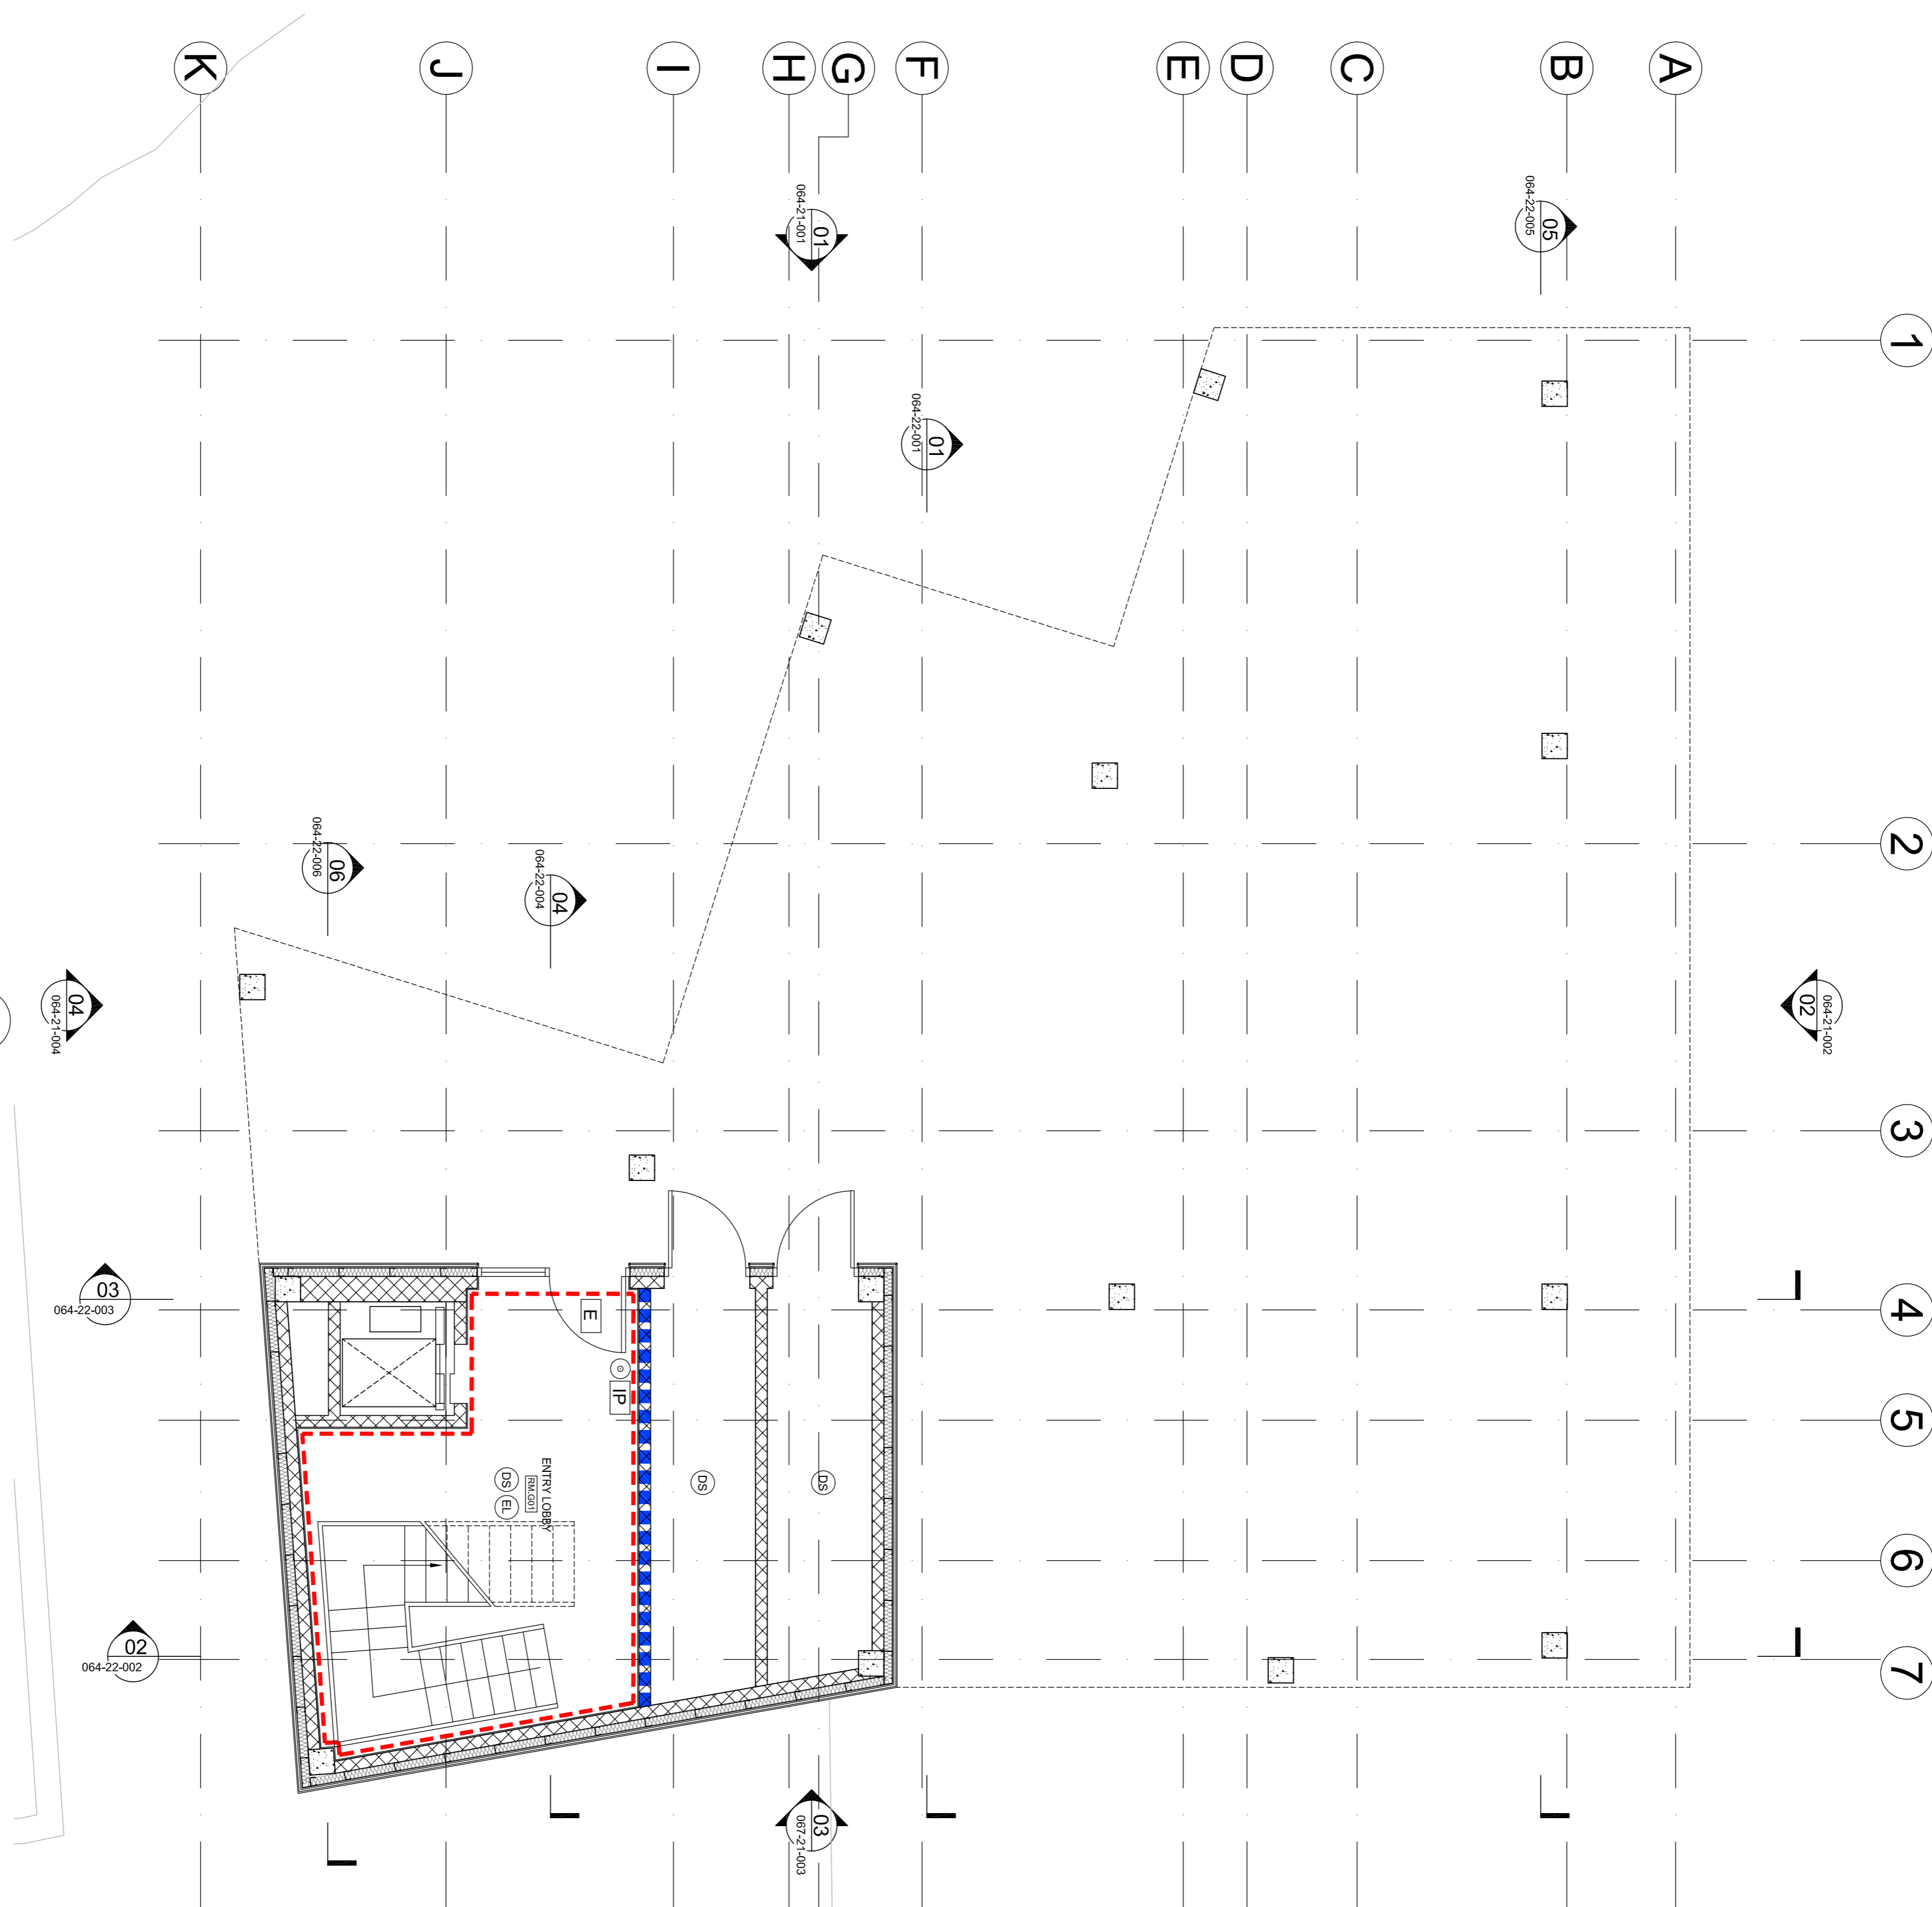 K
J
I
H
G
F
E
D
C
B
A
01
064-21-001
05
064-22-005
1
01
064-22-001
2
06
064-22-006
04
064-22-004
04
064-21-004
02
064-21-002
3
03
064-22-003
E
4
IP
5
ENTRY LOBBY
RM.G01
DS
EL
DS
DS
6
02
064-22-002
7
03
067-21-003